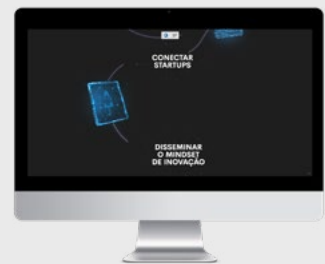 CONECTAR
STARTUPS
DISSEMINAR
O MINDSET
DE INOVAÇÃO